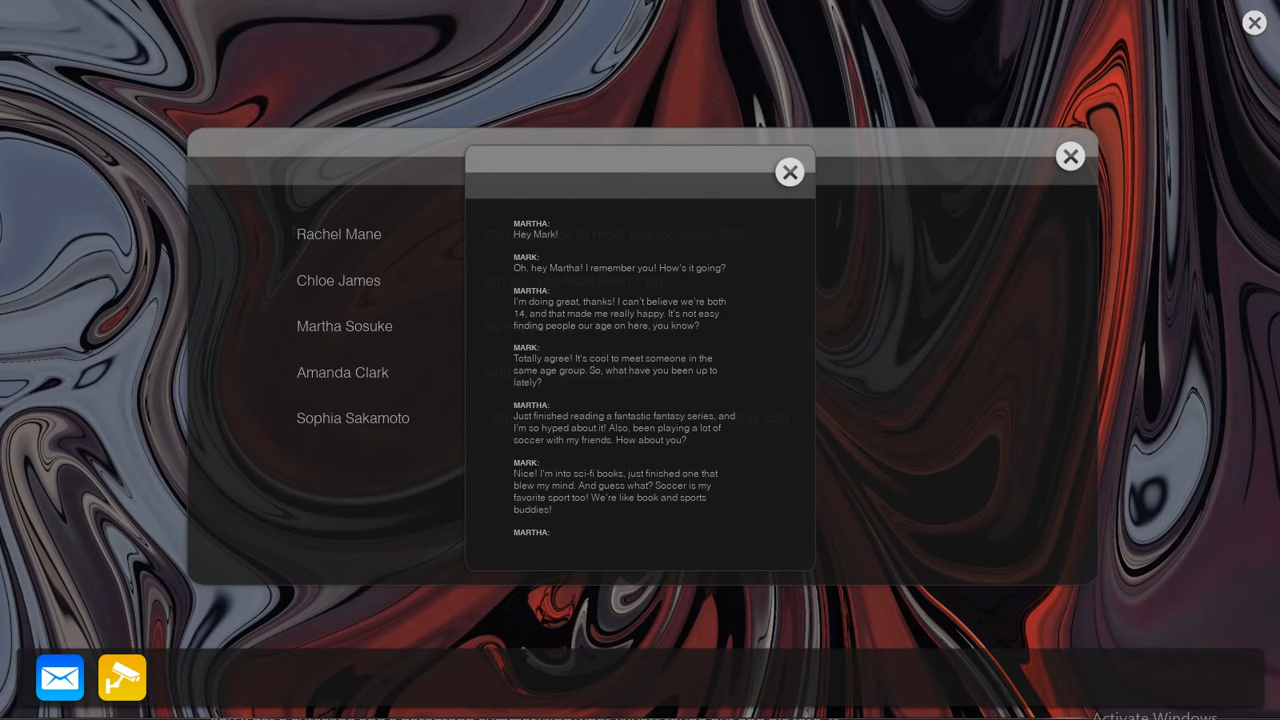 Rachel Mane
Chloe James
Martha Sosuke
Amanda Clark
Sophia Sakamoto
MARTHA:
Hey Mark!
MARK:
Oh, hey Martha! I remember you! How's it going?
MARTHA:
I'm doing great, thanks! I can't believe we're both
14, and that made me really happy. It's not easy
finding people our age on here, you know?
MARK:
Totally agree! It's cool to meet someone in the
same age group. So, what have you been up to
lately?
MARTHA:
Just finished reading a fantastic fantasy series, and
I'm so hyped about it! Also, been playing a lot of
soccer with my friends. How about you?
MARK:
Nice! I'm into sci-fi books, just finished one that
blew my mind. And guess what? Soccer is my
favorite sport too! We're like book and sports
buddies!
MARTHA:
Activate Windows